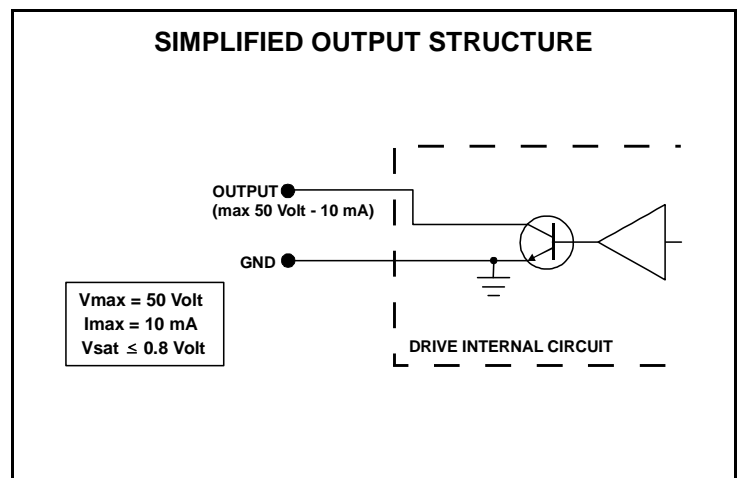 SIMPLIFIED OUTPUT STRUCTURE
OUTPUT
(max 50 Volt - 10 mA)
GND
Vmax = 50 Volt
Imax = 10 mA
Vsat ≤ 0.8 Volt
DRIVE INTERNAL CIRCUIT